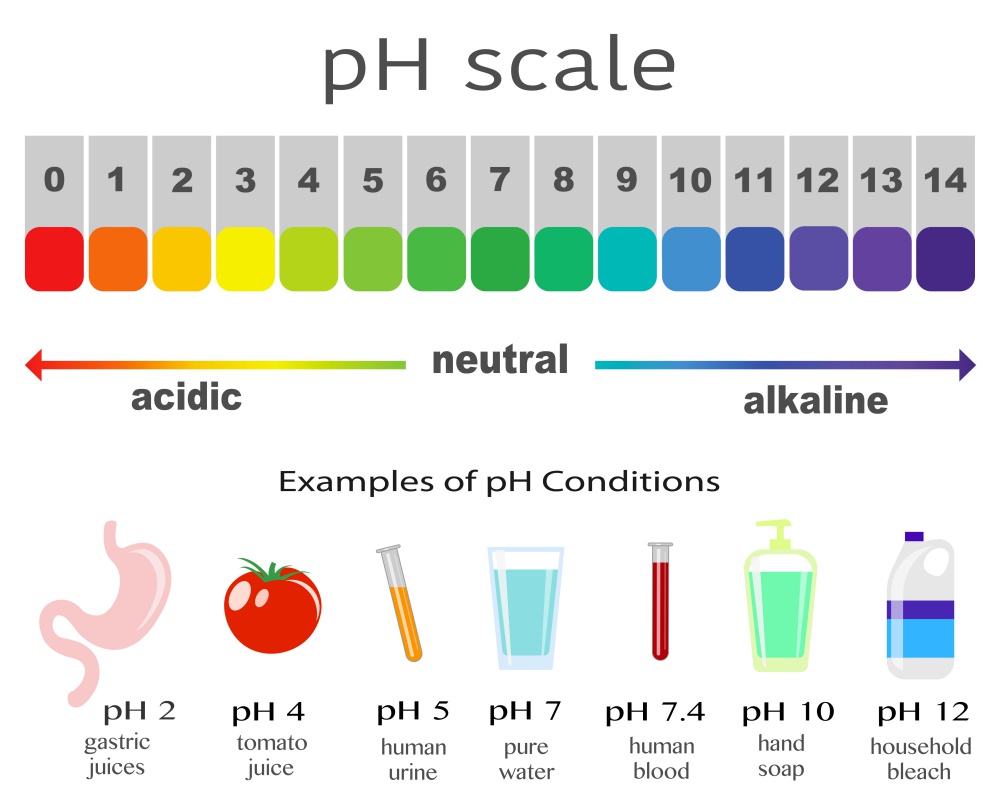 pH scale
0 1 2 3 4 5 6 7 8 9 10 11 12 13 14
neutral
acidic
alkaline
Examples of pH Conditions
pH 2 pH 4 pH 5 pH 7 pH 7.4 pH 10 pH 12
gastric tomato human pure human hand household
juices juice urine water blood soap bleach